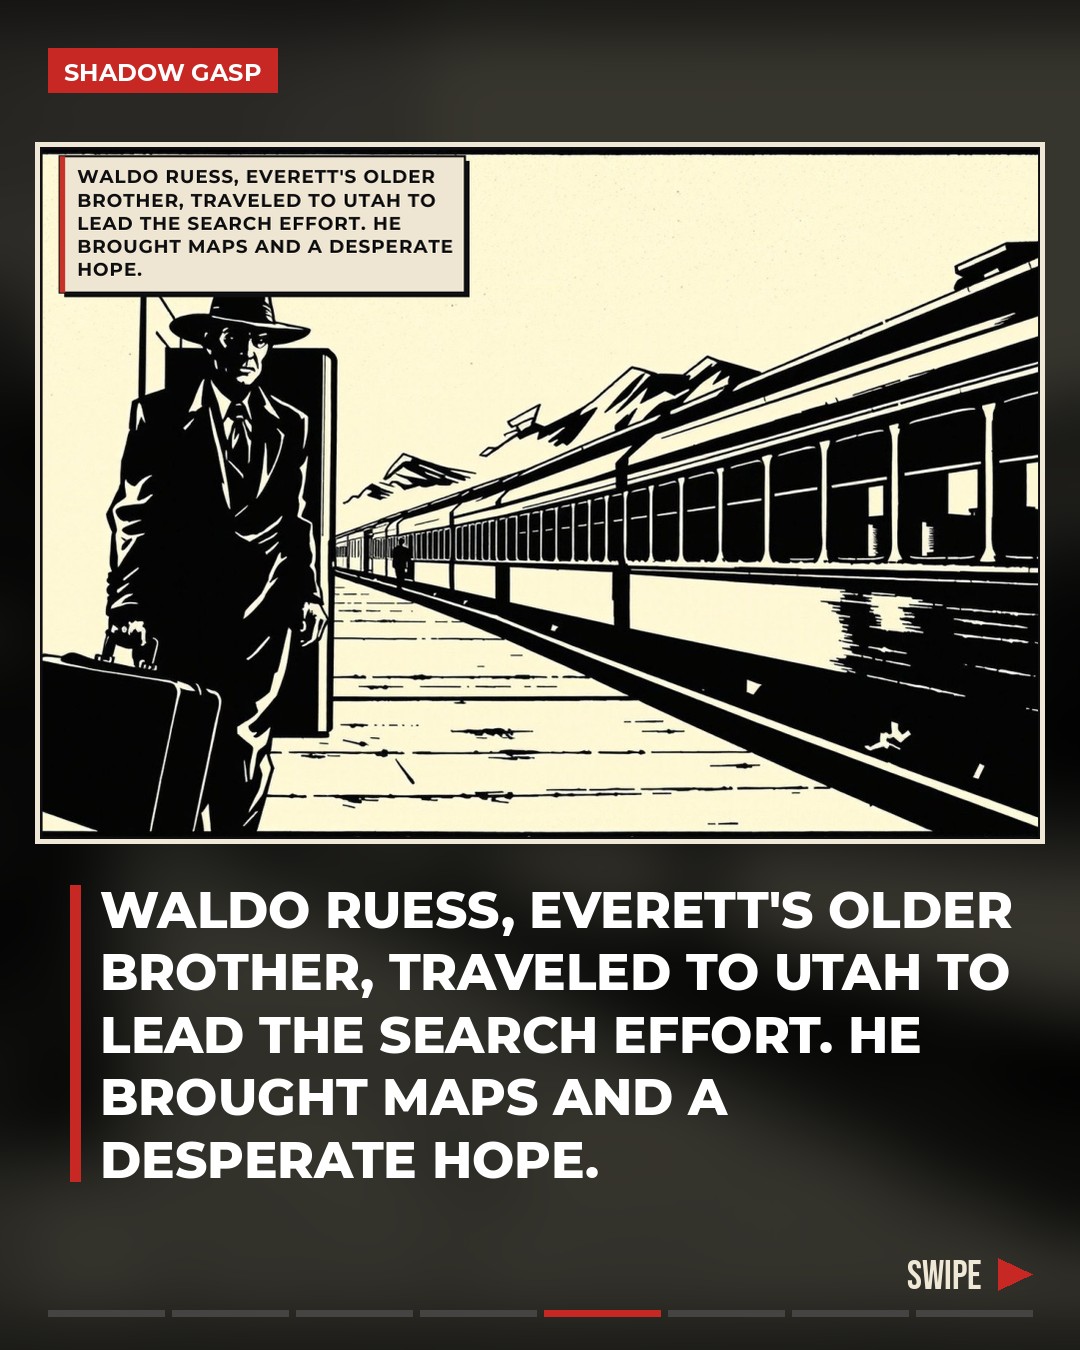 SHADOW GASP
WALDO RUESS, EVERETT'S OLDER
BROTHER, TRAVELED TO UTAH TO
LEAD THE SEARCH EFFORT. HE
BROUGHT MAPS AND A DESPERATE
HOPE.
WALDO RUESS, EVERETT'S OLDER
BROTHER, TRAVELED TO UTAH TO
LEAD THE SEARCH EFFORT. HE
BROUGHT MAPS AND A
DESPERATE HOPE.
SWIPE